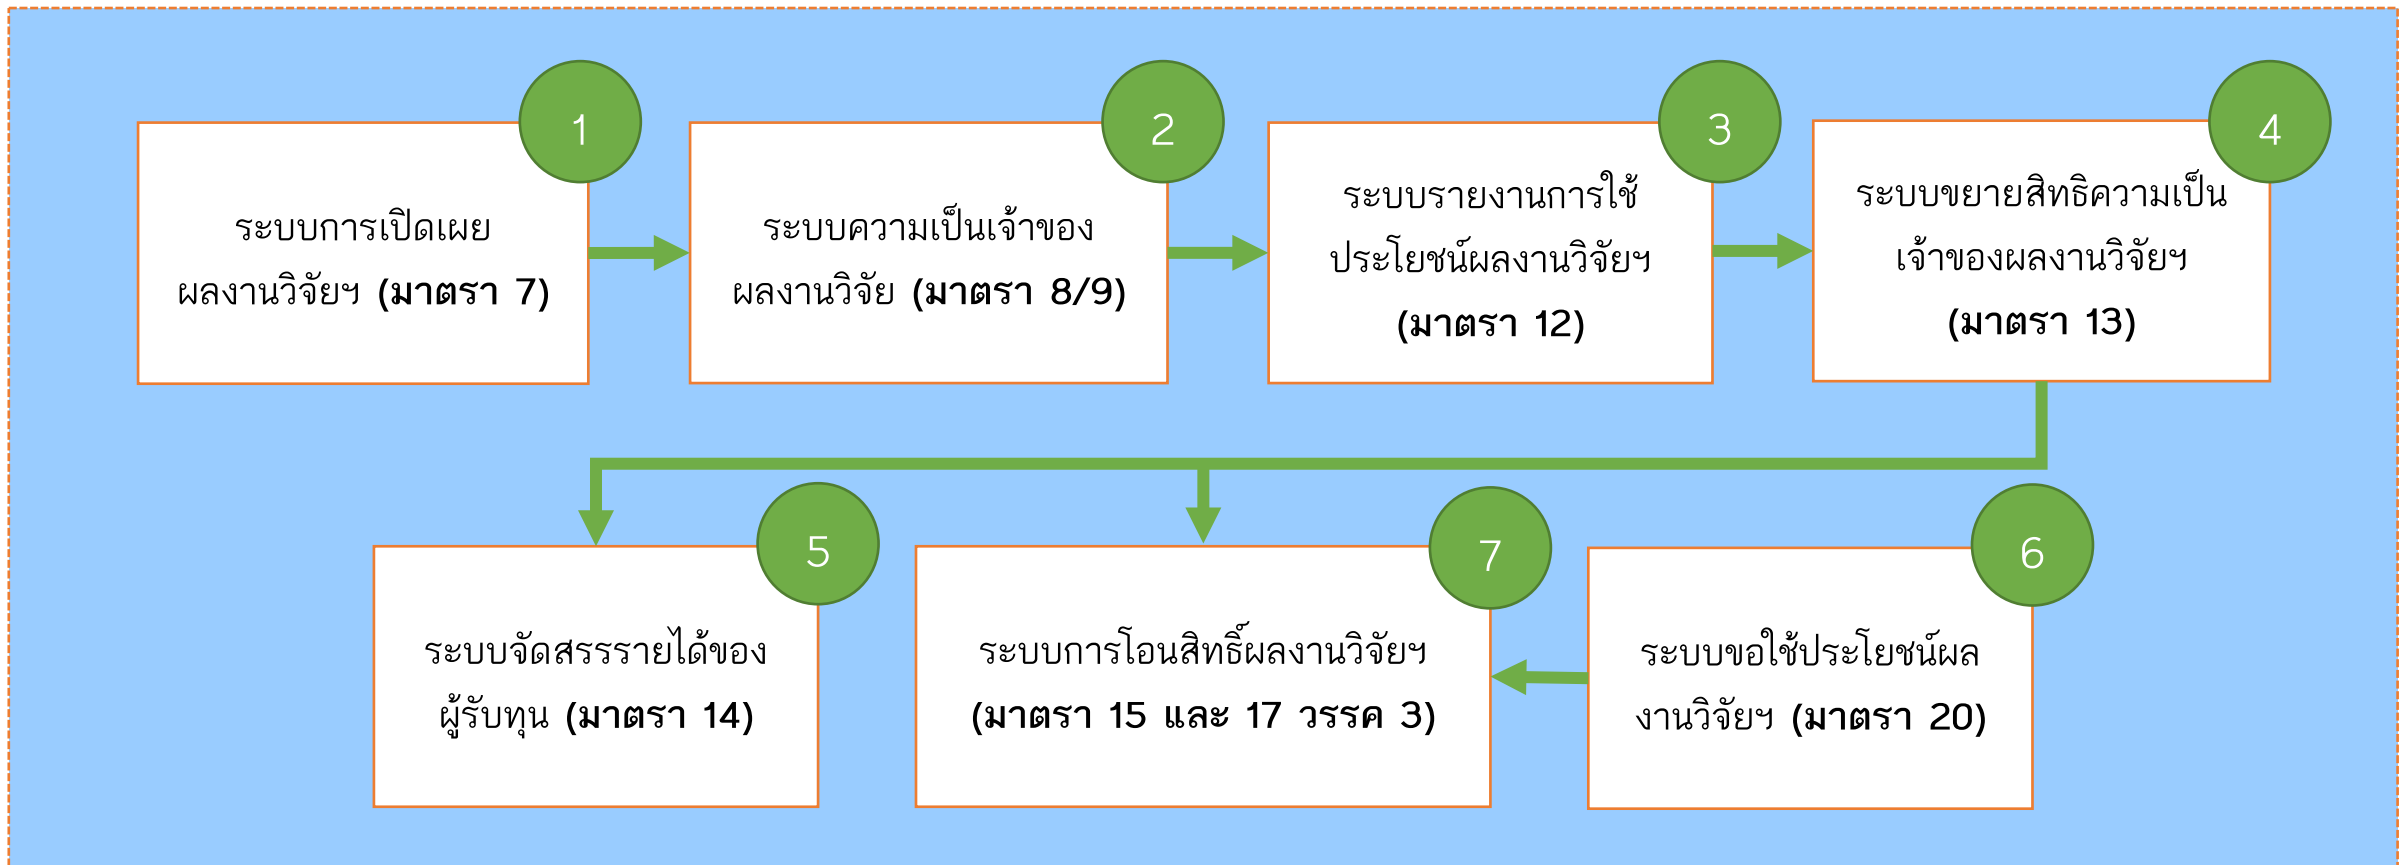 1
ระบบการเปิดเผย
ผลงานวิจัยฯ (มาตรา 7)
2
ระบบความเป็นเจ้าของ
ผลงานวิจัย (มาตรา 8/9)
3
ระบบรายงานการใช้
ประโยชน์ผลงานวิจัยฯ
(มาตรา 12)
4
ระบบขยายสิทธิความเป็น
เจ้าของผลงานวิจัยฯ
(มาตรา 13)
5
ระบบจัดสรรรายได้ของ
ผู้รับทุน (มาตรา 14)
7
ระบบการโอนสิทธิ์ผลงานวิจัยฯ
(มาตรา 15 และ 17 วรรค 3)
6
ระบบขอใช้ประโยชน์ผล
งานวิจัยฯ (มาตรา 20)